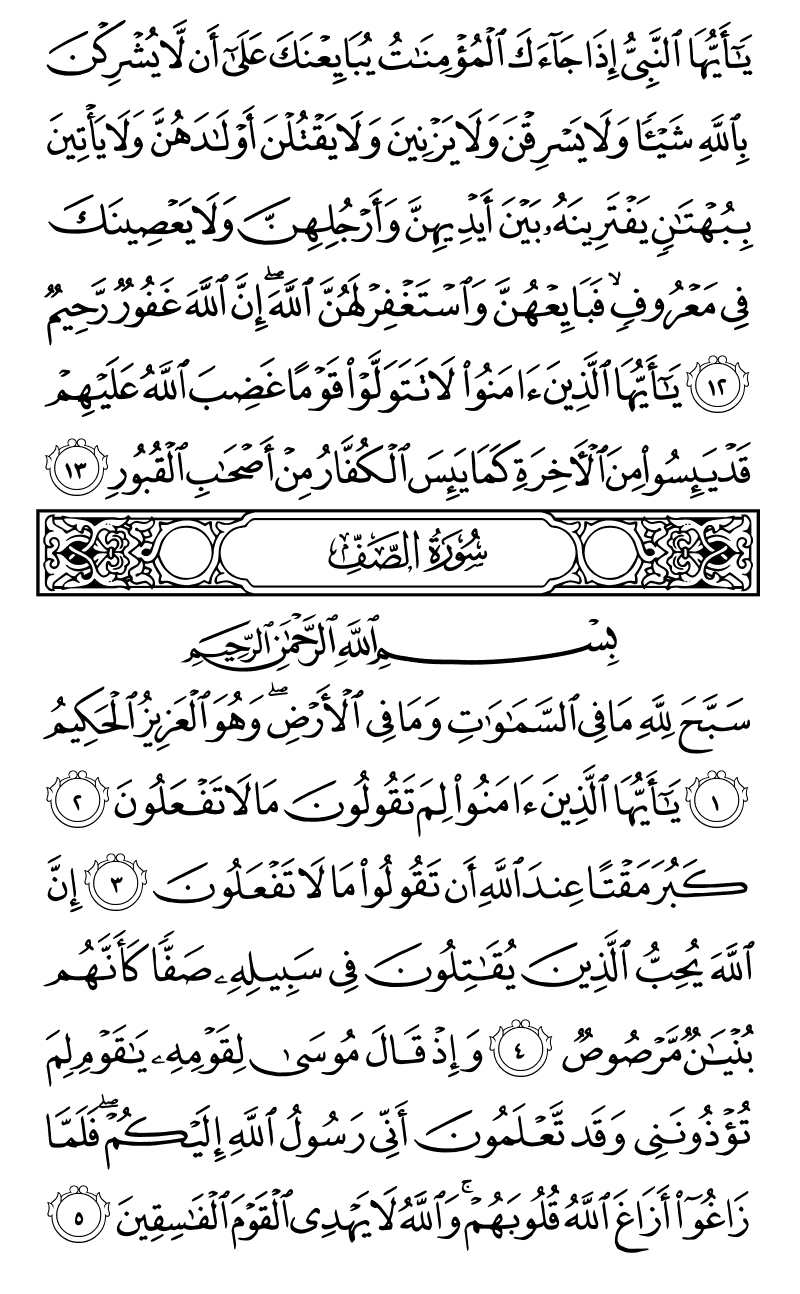 يَـٰٓأَيُّهَا ٱلنَّبِىُّ إِذَا جَآءَكَ ٱلْمُؤْمِنَـٰتُ يُبَايِعْنَكَ عَلَىٰٓ أَن لَّا يُشْرِكْنَ
بِٱللَّهِ شَيْـًٔا وَلَا يَسْرِقْنَ وَلَا يَزْنِينَ وَلَا يَقْتُلْنَ أَوْلَـٰدَهُنَّ وَلَا يَأْتِينَ
بِبُهْتَـٰنٍ يَفْتَرِينَهُۥ بَيْنَ أَيْدِيهِنَّ وَأَرْجُلِهِنَّ وَلَا يَعْصِينَكَ
فِى مَعْرُوفٍ ۙ فَبَايِعْهُنَّ وَٱسْتَغْفِرْ لَهُنَّ ٱللَّهَ ۖ إِنَّ ٱللَّهَ غَفُورٌ رَّحِيمٌ
١٢ يَـٰٓأَيُّهَا ٱلَّذِينَ ءَامَنُوا۟ لَا تَتَوَلَّوْا۟ قَوْمًا غَضِبَ ٱللَّهُ عَلَيْهِمْ
قَدْ يَئِسُوا۟ مِنَ ٱلْـَٔاخِرَةِ كَمَا يَئِسَ ٱلْكُفَّارُ مِنْ أَصْحَـٰبِ ٱلْقُبُورِ ١٣
سُورَةُ الصَّفِّ
بِسْمِ ٱللَّهِ ٱلرَّحْمَـٰنِ ٱلرَّحِيمِ
سَبَّحَ لِلَّهِ مَا فِى ٱلسَّمَـٰوَٰتِ وَمَا فِى ٱلْأَرْضِ ۖ وَهُوَ ٱلْعَزِيزُ ٱلْحَكِيمُ
١ يَـٰٓأَيُّهَا ٱلَّذِينَ ءَامَنُوا۟ لِمَ تَقُولُونَ مَا لَا تَفْعَلُونَ ٢
كَبُرَ مَقْتًا عِندَ ٱللَّهِ أَن تَقُولُوا۟ مَا لَا تَفْعَلُونَ ٣ إِنَّ
ٱللَّهَ يُحِبُّ ٱلَّذِينَ يُقَـٰتِلُونَ فِى سَبِيلِهِۦ صَفًّا كَأَنَّهُم
بُنْيَـٰنٌ مَّرْصُوصٌ ٤ وَإِذْ قَالَ مُوسَىٰ لِقَوْمِهِۦ يَـٰقَوْمِ لِمَ
تُؤْذُونَنِى وَقَد تَّعْلَمُونَ أَنِّى رَسُولُ ٱللَّهِ إِلَيْكُمْ ۖ فَلَمَّا
زَاغُوٓا۟ أَزَاغَ ٱللَّهُ قُلُوبَهُمْ ۚ وَٱللَّهُ لَا يَهْدِى ٱلْقَوْمَ ٱلْفَـٰسِقِينَ ٥